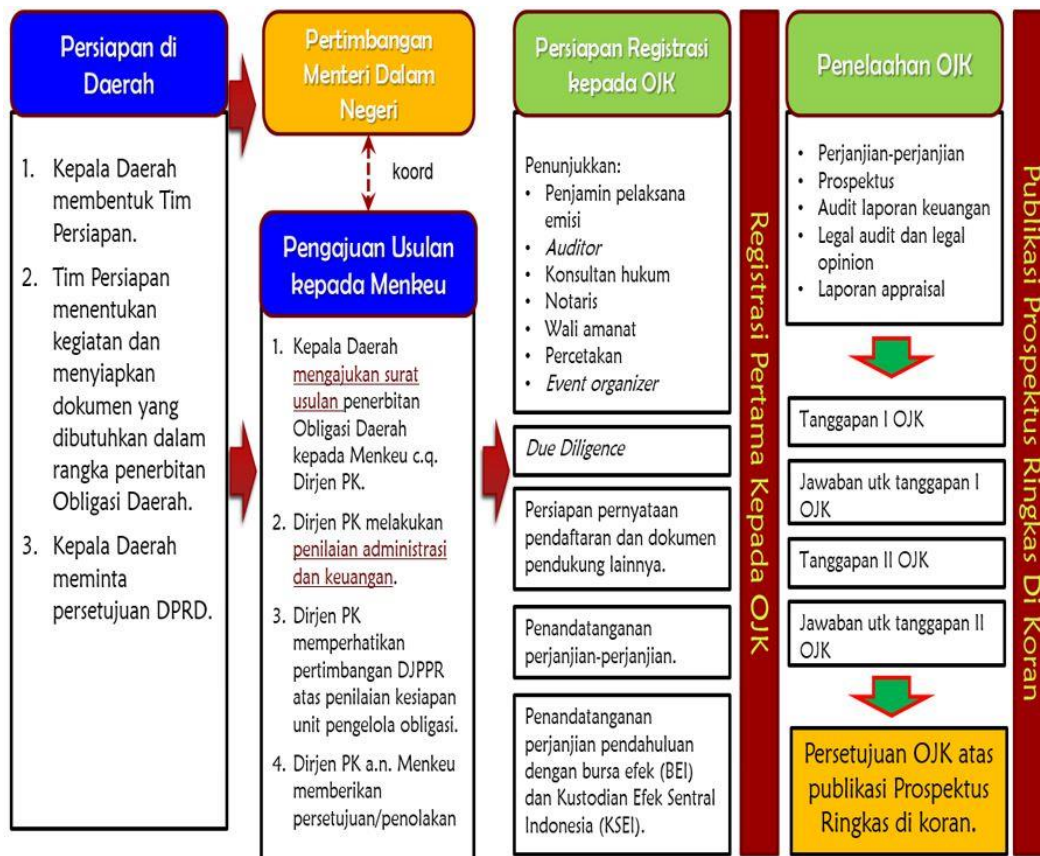 Persiapan di
Daerah
1. Kepala Daerah
membentuk Tim
Persiapan.
2. Tim Persiapan
menentukan
kegiatan dan
menyiapkan
dokumen yang
dibutuhkan dalam
rangka penerbitan
Obligasi Daerah.
3. Kepala Daerah
meminta
persetujuan DPRD.
Pertimbangan
Menteri Dalam
Negeri
koord
Pengajuan Usulan
kepada Menkeu
1. Kepala Daerah
mengajukan surat
usulan penerbitan
Obligasi Daerah
kepada Menkeu c.q.
Dirjen PK.
2. Dirjen PK melakukan
penilaian administrasi
dan keuangan.
3. Dirjen PK
memperhatikan
pertimbangan DJPPR
atas penilaian kesiapan
unit pengelola obligasi.
4. Dirjen PK a.n. Menkeu
memberikan
persetujuan/penolakan
Persiapan Registrasi
kepada OJK
Penunjukkan:
• Penjamin pelaksana
emisi
• Auditor
• Konsultan hukum
• Notaris
• Wali amanat
• Percetakan
• Event organizer
Due Diligence
Persiapan pernyataan
pendaftaran dan dokumen
pendukung lainnya.
Penandatanganan
perjanjian-perjanjian.
Penandatanganan
perjanjian pendahuluan
dengan bursa efek (BEI)
dan Kustodian Efek Sentral
Indonesia (KSEI).
Registrasi Pertama Kepada OJK
Penelaahan OJK
• Perjanjian-perjanjian
• Prospektus
• Audit laporan keuangan
• Legal audit dan legal
opinion
• Laporan appraisal
Tanggapan I OJK
Jawaban utk tanggapan I
OJK
Tanggapan II OJK
Jawaban utk tanggapan II
OJK
Persetujuan OJK atas
publikasi Prospektus
Ringkas di koran.
Publikasi Prospektus Ringkas Di Koran